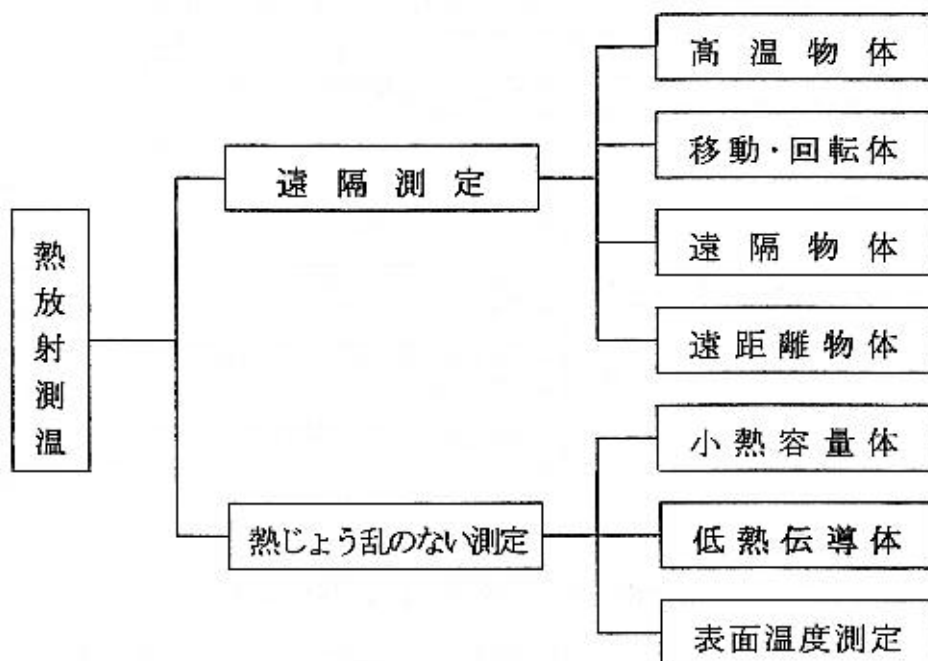 熱放射測温
遠隔測定
高温物体
移動・回転体
遠隔物体
遠距離物体
熱じょう乱のない測定
小熱容量体
低熱伝導体
表面温度測定